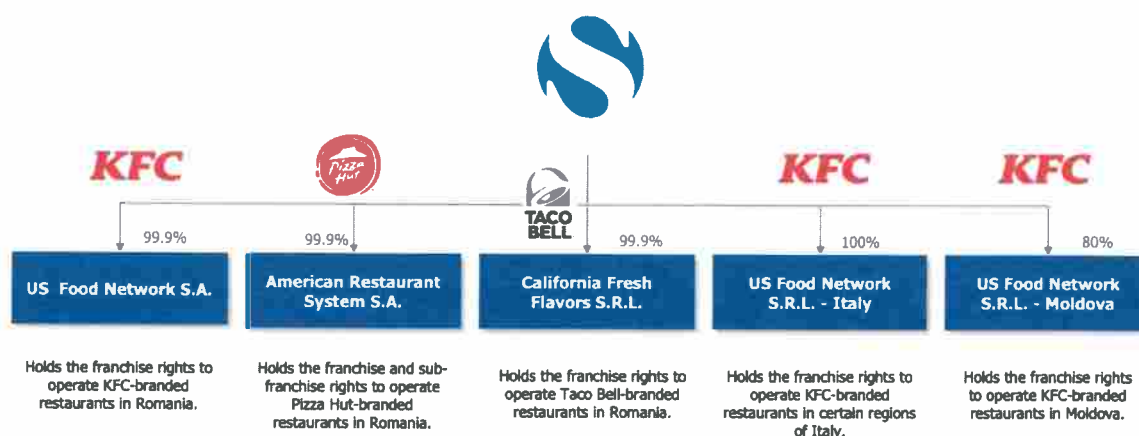 KFC
Pizza
Hut
KFC
KFC
TACO
BELL
99.9%
99.9%
99.9%
100%
80%
US Food Network S.A.
American Restaurant
System S.A.
California Fresh
Flavors S.R.L.
US Food Network
S.R.L. - Italy
US Food Network
S.R.L. - Moldova
Holds the franchise rights to
operate KFC-branded
restaurants in Romania.
Holds the franchise and sub-
franchise rights to operate
Pizza Hut-branded
restaurants in Romania.
Holds the franchise rights to
operate Taco Bell-branded
restaurants in Romania.
Holds the franchise rights to
operate KFC-branded
restaurants in certain regions
of Italy.
Holds the franchise rights
to operate KFC-branded
restaurants in Moldova.